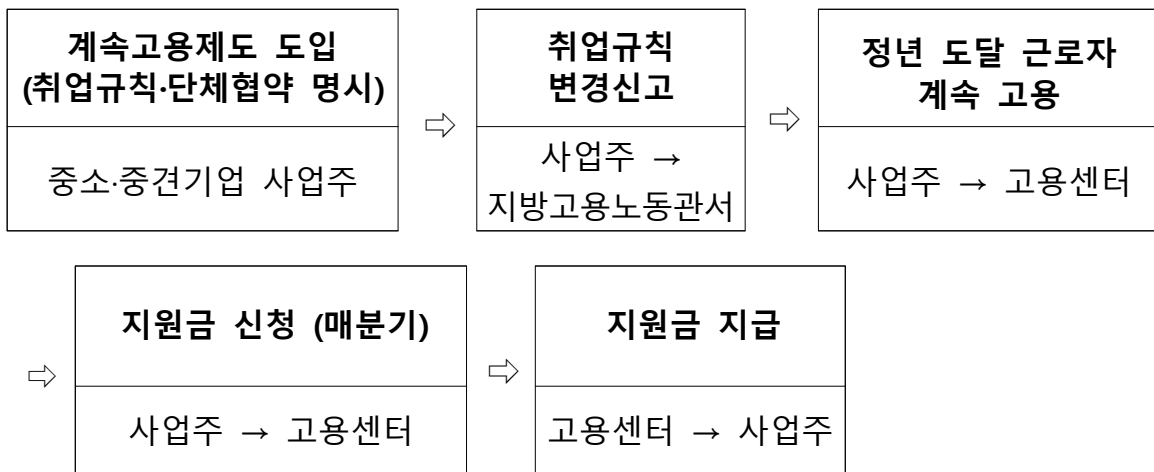 계속고용제도 도입
(취업규칙·단체협약 명시)
중소·중견기업 사업주
⇨
취업규칙
변경신고
사업주 →
지방고용노동관서
⇨
정년 도달 근로자
계속 고용
사업주 → 고용센터
⇨
지원금 신청 (매분기)
사업주 → 고용센터
⇨
지원금 지급
고용센터 → 사업주